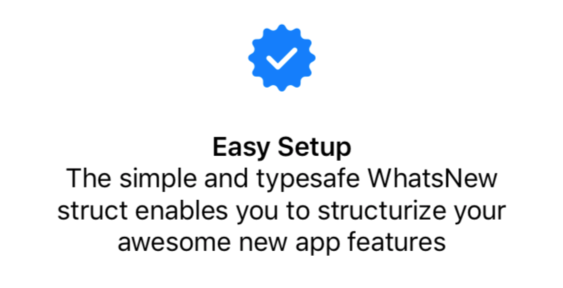 Easy Setup
The simple and typesafe WhatsNew
struct enables you to structurize your
awesome new app features